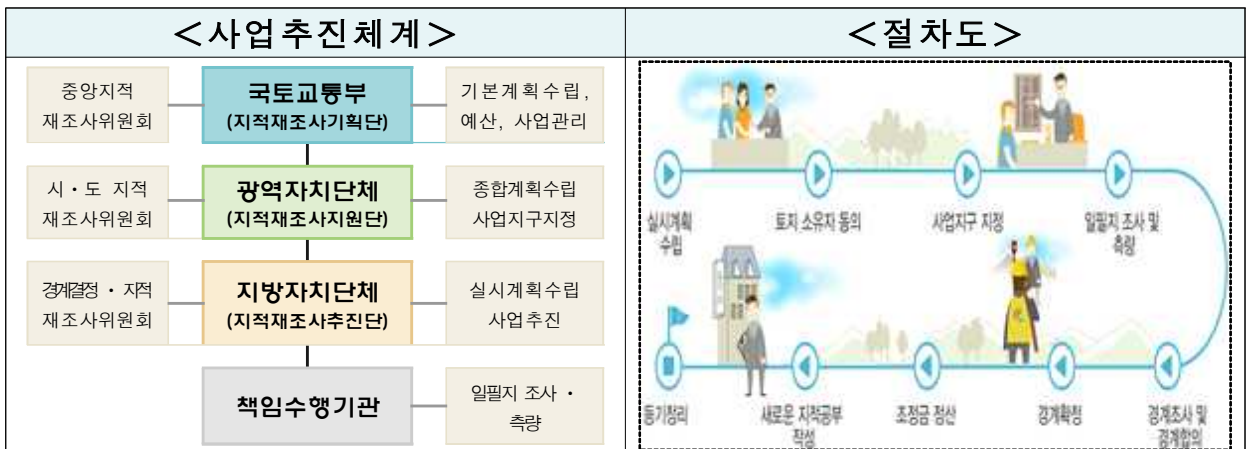 <사업추진체계>
중앙지적
재조사위원회
국토교통부
(지적재조사기획단)
기본계획수립,
예산, 사업관리
시・도 지적
재조사위원회
광역자치단체
(지적재조사지원단)
종합계획수립
사업지구지정
경계결정・지적
재조사위원회
지방자치단체
(지적재조사추진단)
실시계획수립
사업추진
책임수행기관
일필지 조사・
측량
<절차도>
실시계획
수립
토지 소유자 동의
사업지구 지정
일필지 조사 및
측량
등기정리
새로운 지적공부
작성
조정금 정산
경계확정
경계조사 및
경계합의